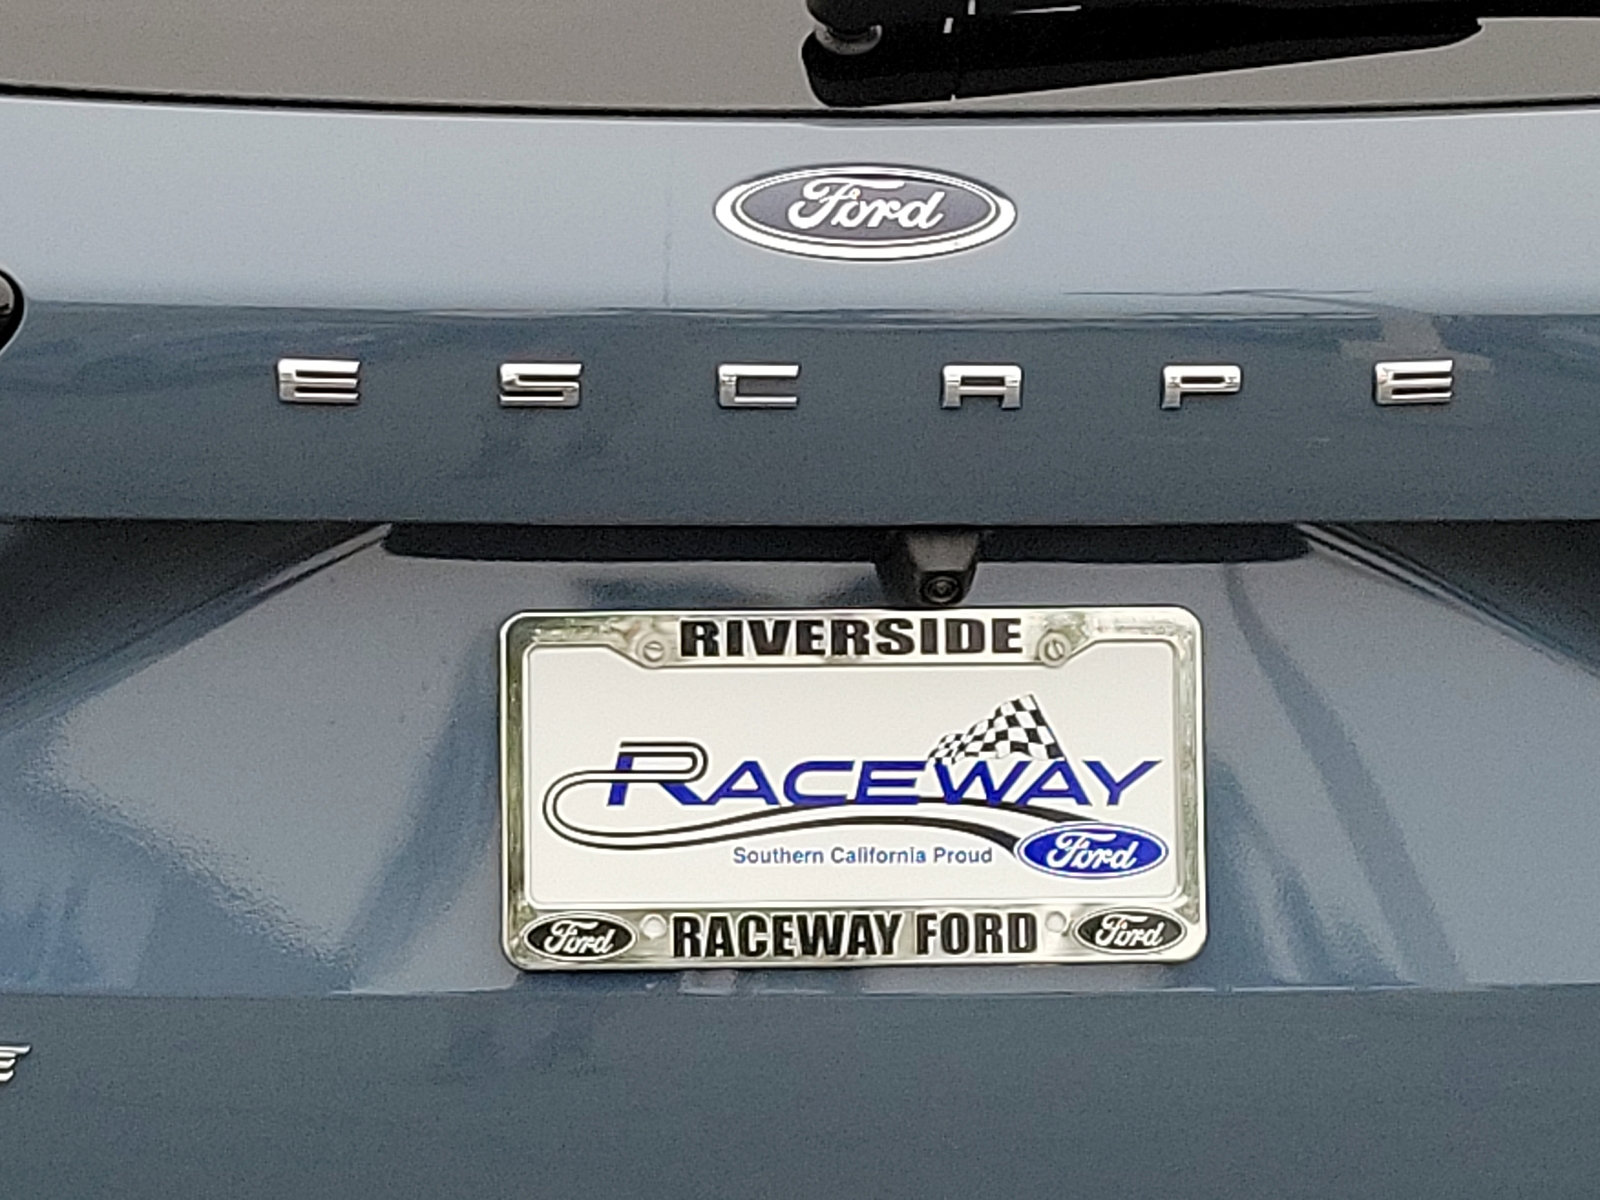 Ford
ESCAPE
RIVERSIDE
RACEWAY
Southern California Proud
Ford
Ford
RACEWAY FORD
Ford